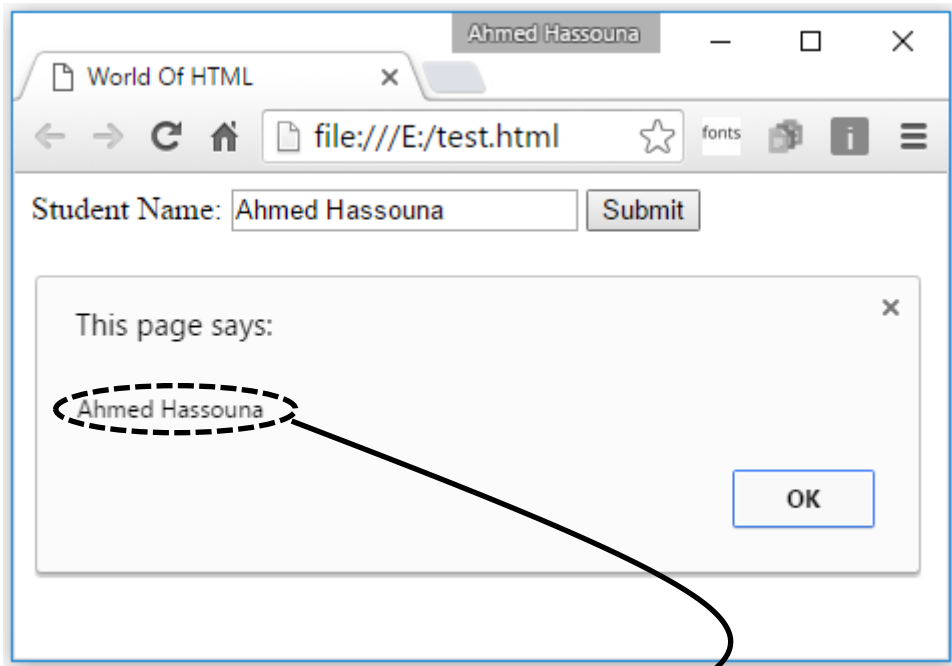 Ahmed Hassouna
World Of HTML
file:///E:/test.html
fonts
i
Student Name: Ahmed Hassouna Submit
This page says:
Ahmed Hassouna
OK